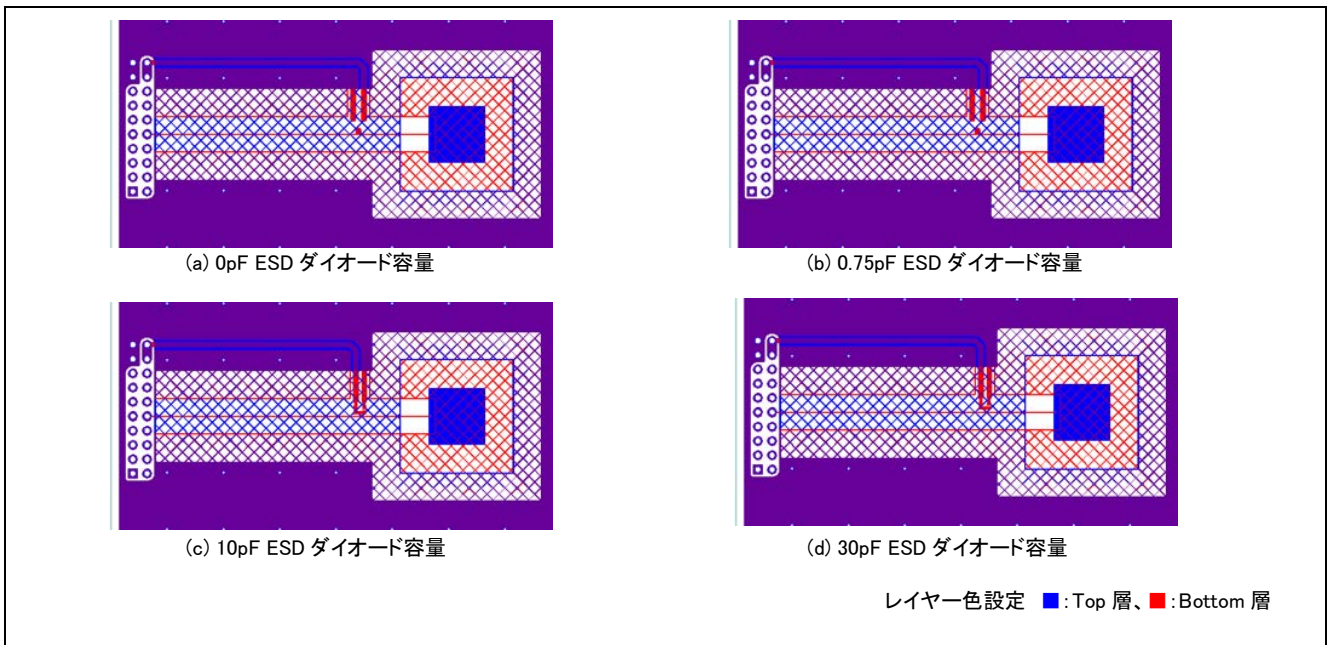 (a) 0pF ESD ダイオード容量
(b) 0.75pF ESD ダイオード容量
(c) 10pF ESD ダイオード容量
(d) 30pF ESD ダイオード容量
レイヤー色設定 ■:Top 層、■:Bottom 層